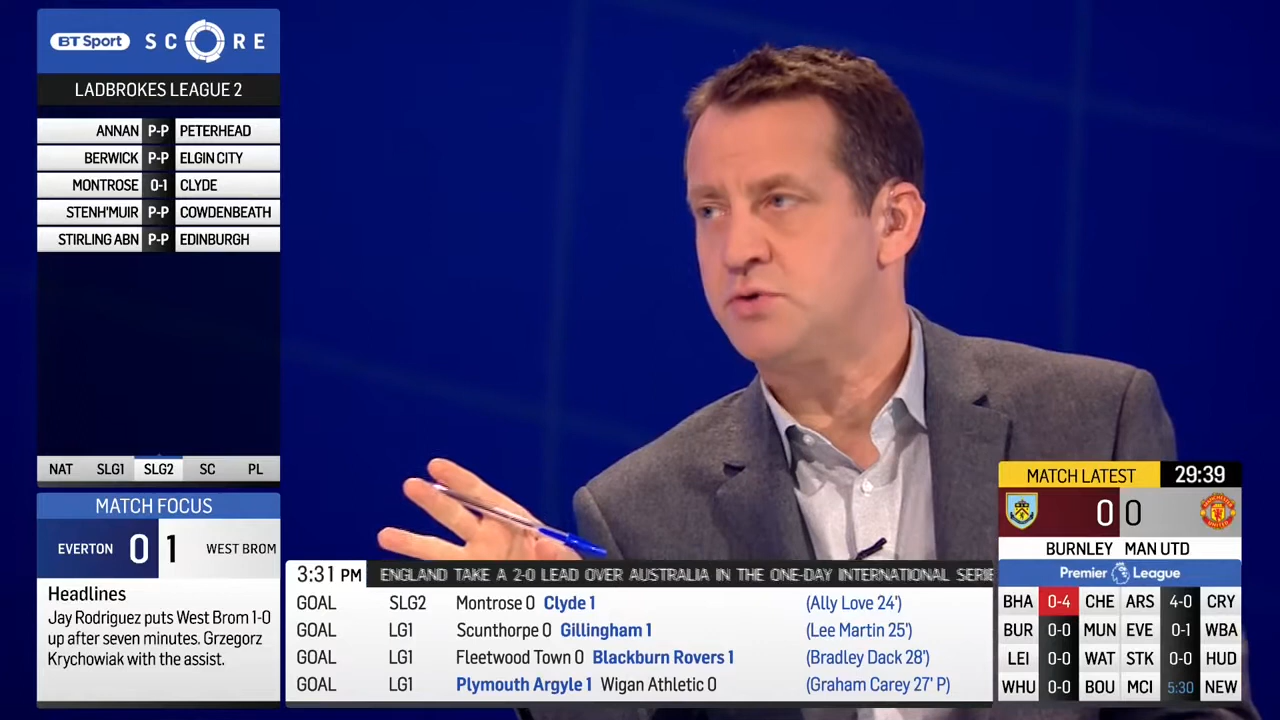 BT Sport SCORE
LADBROKES LEAGUE 2
ANNAN P-P PETERHEAD
BERWICK P-P ELGIN CITY
MONTROSE 0-1 CLYDE
STENH'MUIR P-P COWDENBEATH
STIRLING ABN P-P EDINBURGH
NAT SLG1 SLG2 SC PL
MATCH FOCUS
EVERTON 0 1 WEST BROM
Headlines
Jay Rodriguez puts West Brom 1-0
up after seven minutes. Grzegorz
Krychowiak with the assist.
3:31 PM ENGLAND TAKE A 2-0 LEAD OVER AUSTRALIA IN THE ONE-DAY INTERNATIONAL SERIE
GOAL SLG2 Montrose 0 Clyde 1 (Ally Love 24')
GOAL LG1 Scunthorpe 0 Gillingham 1 (Lee Martin 25')
GOAL LG1 Fleetwood Town 0 Blackburn Rovers 1 (Bradley Dack 28')
GOAL LG1 Plymouth Argyle 1 Wigan Athletic 0 (Graham Carey 27' P)
MATCH LATEST 29:39
0 0
BURNLEY MAN UTD
Premier League
BHA 0-4 CHE ARS 4-0 CRY
BUR 0-0 MUN EVE 0-1 WBA
LEI 0-0 WAT STK 0-0 HUD
WHU 0-0 BOU MCI 5:30 NEW